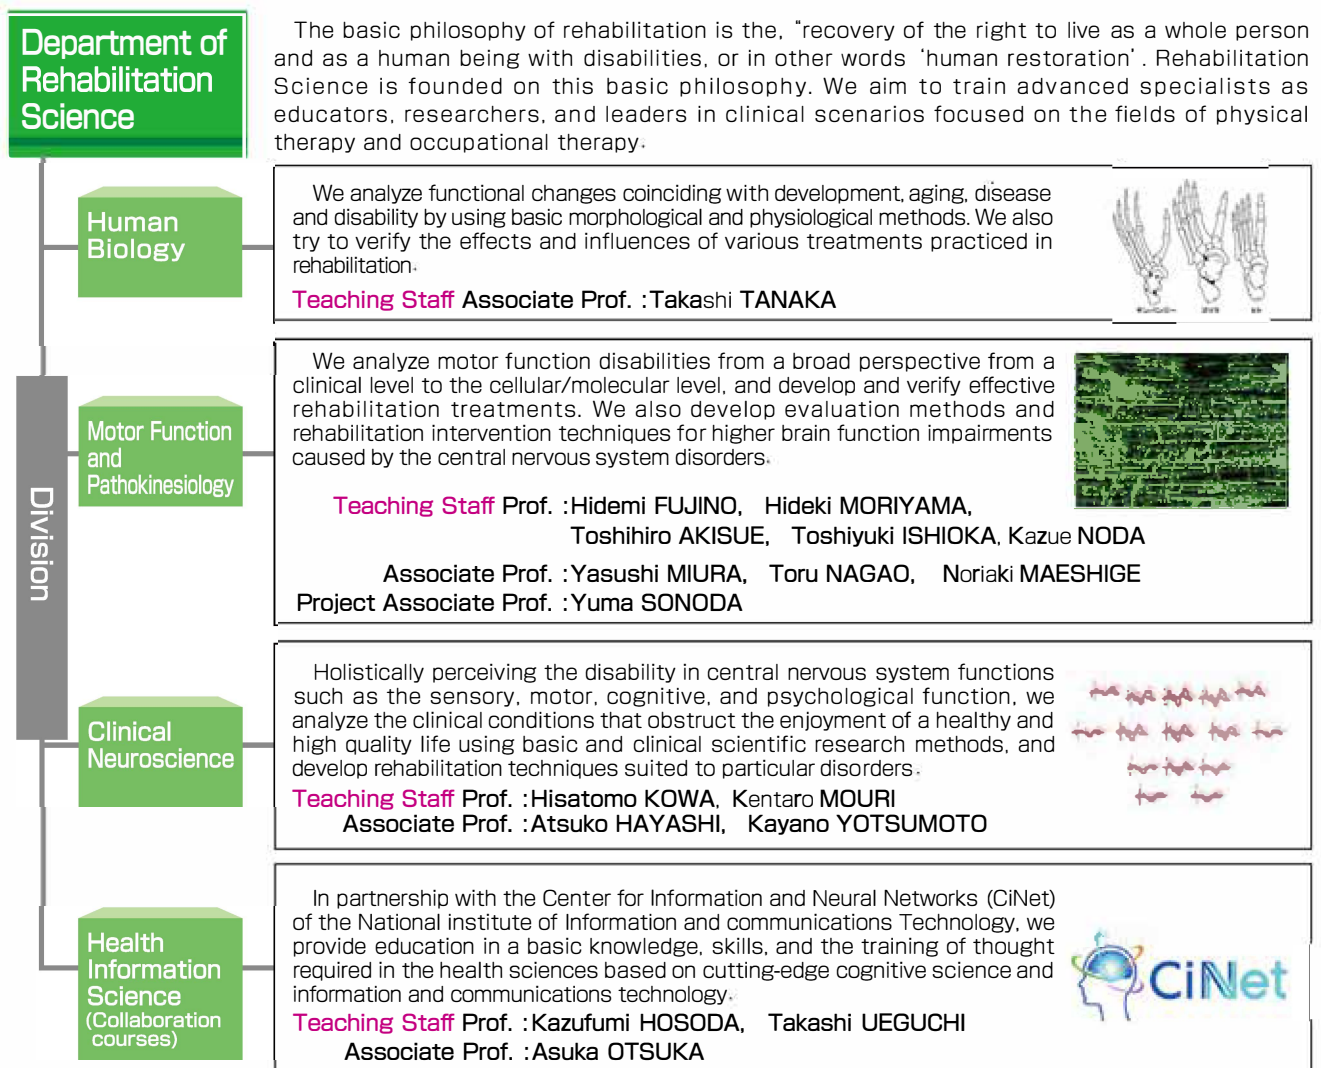 Department of
Rehabilitation
Science
The basic philosophy of rehabilitation is the, “recovery of the right to live as a whole person
and as a human being with disabilities, or in other words ‘human restoration’. Rehabilitation
Science is founded on this basic philosophy. We aim to train advanced specialists as
educators, researchers, and leaders in clinical scenarios focused on the fields of physical
therapy and occupational therapy.
Division
Human
Biology
We analyze functional changes coinciding with development, aging, disease
and disability by using basic morphological and physiological methods. We also
try to verify the effects and influences of various treatments practiced in
rehabilitation.
Teaching Staff Associate Prof. : Takashi TANAKA
Motor Function
and
Pathokinesiology
We analyze motor function disabilities from a broad perspective from a
clinical level to the cellular/molecular level, and develop and verify effective
rehabilitation treatments. We also develop evaluation methods and
rehabilitation intervention techniques for higher brain function impairments
caused by the central nervous system disorders.
Teaching Staff Prof. : Hidemi FUJINO, Hideki MORIYAMA,
Toshihiro AKISUE, Toshiyuki ISHIOKA, Kazue NODA
Associate Prof. : Yasushi MIURA, Toru NAGAO, Noriaki MAESHIGE
Project Associate Prof. : Yuma SONODA
Clinical
Neuroscience
Holistically perceiving the disability in central nervous system functions
such as the sensory, motor, cognitive, and psychological function, we
analyze the clinical conditions that obstruct the enjoyment of a healthy and
high quality life using basic and clinical scientific research methods, and
develop rehabilitation techniques suited to particular disorders.
Teaching Staff Prof. : Hisatomo KOWA, Kentaro MOURI
Associate Prof. : Atsuko HAYASHI, Kayano YOTSUMOTO
Health
Information
Science
(Collaboration
courses)
In partnership with the Center for Information and Neural Networks (CiNet)
of the National institute of Information and communications Technology, we
provide education in a basic knowledge, skills, and the training of thought
required in the health sciences based on cutting-edge cognitive science and
information and communications technology.
Teaching Staff Prof. : Kazufumi HOSODA, Takashi UEGUCHI
Associate Prof. : Asuka OTSUKA
CiNet